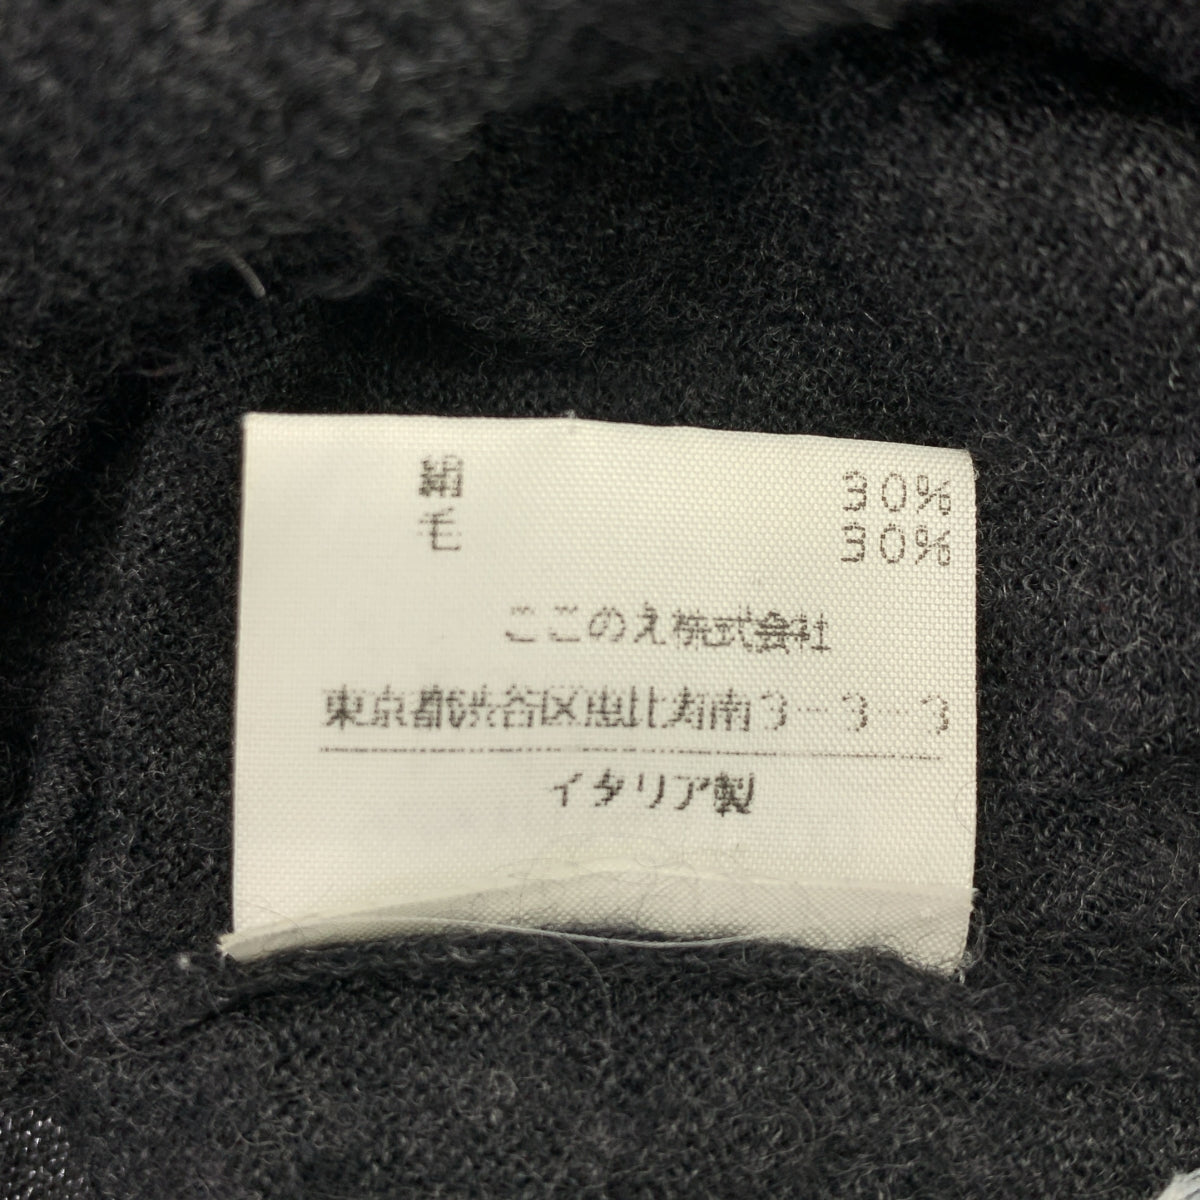 絹 30%
毛 30%
ここのえ株式会社
東京都渋谷区恵比寿南3-3-3
イタリア製